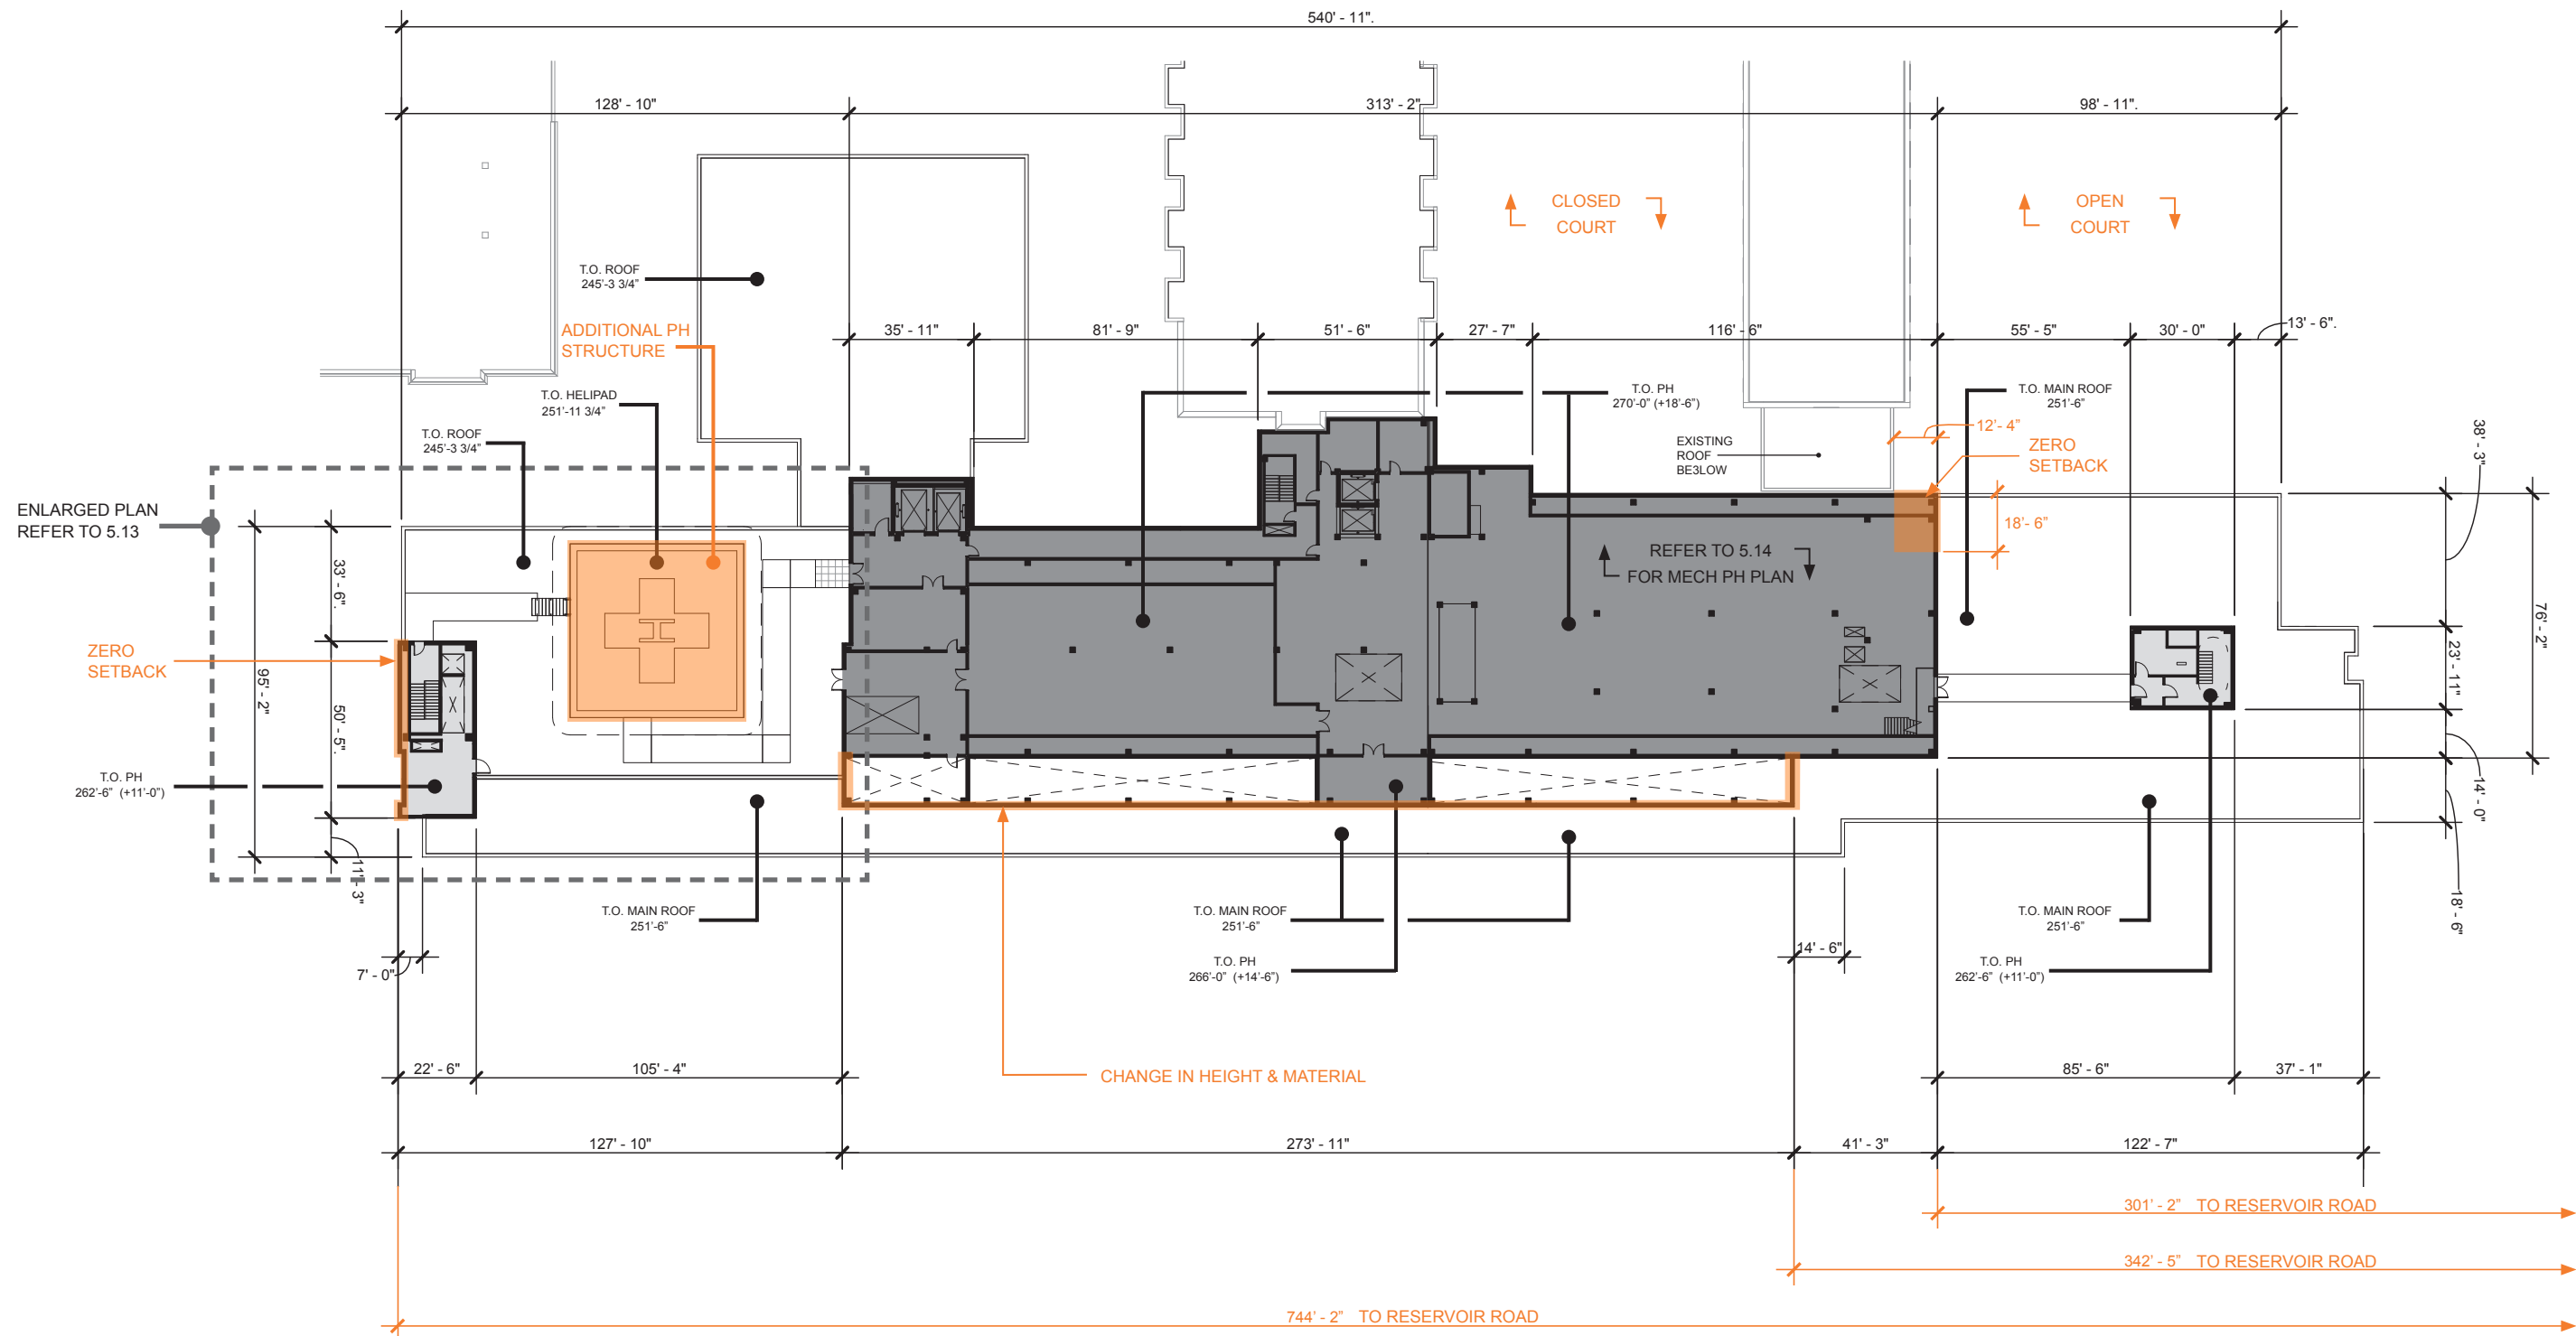 540' - 11".
128' - 10"
313' - 2"
98' - 11".
CLOSED
COURT
OPEN
COURT
T.O. ROOF
245'-3 3/4"
ADDITIONAL PH
STRUCTURE
35' - 11"
81' - 9"
51' - 6"
27' - 7"
116' - 6"
55' - 5"
30' - 0"
13' - 6".
T.O. HELIPAD
251'-11 3/4"
T.O. PH
270'-0" (+18'-6")
T.O. MAIN ROOF
251'-6"
T.O. ROOF
245'-3 3/4"
EXISTING
ROOF
BE3LOW
12'- 4"
ZERO
SETBACK
38' - 3"
ENLARGED PLAN
REFER TO 5.13
18'- 6"
REFER TO 5.14
FOR MECH PH PLAN
33' - 6".
H
76' - 2"
ZERO
SETBACK
95' - 2"
50' - 5".
23' - 11"
T.O. PH
262'-6" (+11'-0")
14' - 0"
11' - 3"
18' - 6"
T.O. MAIN ROOF
251'-6"
T.O. MAIN ROOF
251'-6"
T.O. MAIN ROOF
251'-6"
7' - 0"
14' - 6"
T.O. PH
266'-0" (+14'-6")
T.O. PH
262'-6" (+11'-0")
22' - 6"
105' - 4"
CHANGE IN HEIGHT & MATERIAL
85' - 6"
37' - 1"
127' - 10"
273' - 11"
41' - 3"
122' - 7"
301' - 2" TO RESERVOIR ROAD
342' - 5" TO RESERVOIR ROAD
744' - 2" TO RESERVOIR ROAD